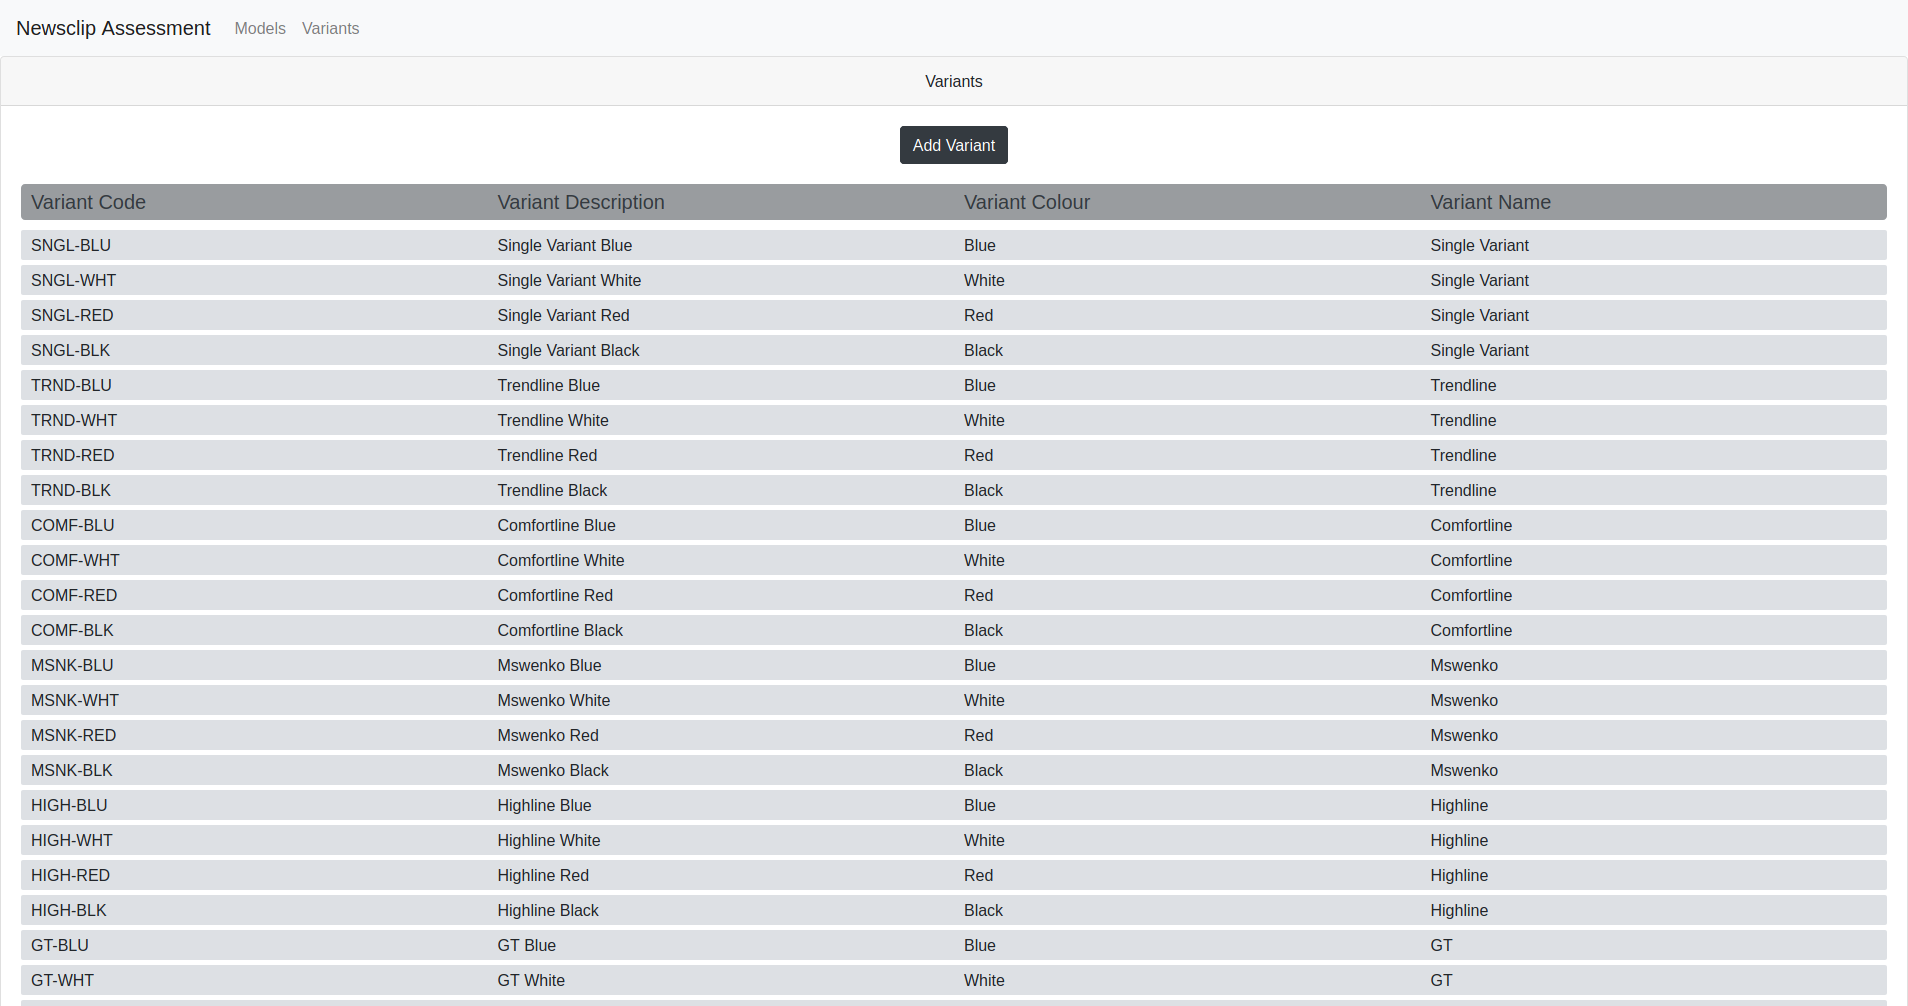 Newsclip Assessment Models Variants
Variants
Add Variant
Variant Code Variant Description Variant Colour Variant Name
SNGL-BLU Single Variant Blue Blue Single Variant
SNGL-WHT Single Variant White White Single Variant
SNGL-RED Single Variant Red Red Single Variant
SNGL-BLK Single Variant Black Black Single Variant
TRND-BLU Trendline Blue Blue Trendline
TRND-WHT Trendline White White Trendline
TRND-RED Trendline Red Red Trendline
TRND-BLK Trendline Black Black Trendline
COMF-BLU Comfortline Blue Blue Comfortline
COMF-WHT Comfortline White White Comfortline
COMF-RED Comfortline Red Red Comfortline
COMF-BLK Comfortline Black Black Comfortline
MSNK-BLU Mswenko Blue Blue Mswenko
MSNK-WHT Mswenko White White Mswenko
MSNK-RED Mswenko Red Red Mswenko
MSNK-BLK Mswenko Black Black Mswenko
HIGH-BLU Highline Blue Blue Highline
HIGH-WHT Highline White White Highline
HIGH-RED Highline Red Red Highline
HIGH-BLK Highline Black Black Highline
GT-BLU GT Blue Blue GT
GT-WHT GT White White GT